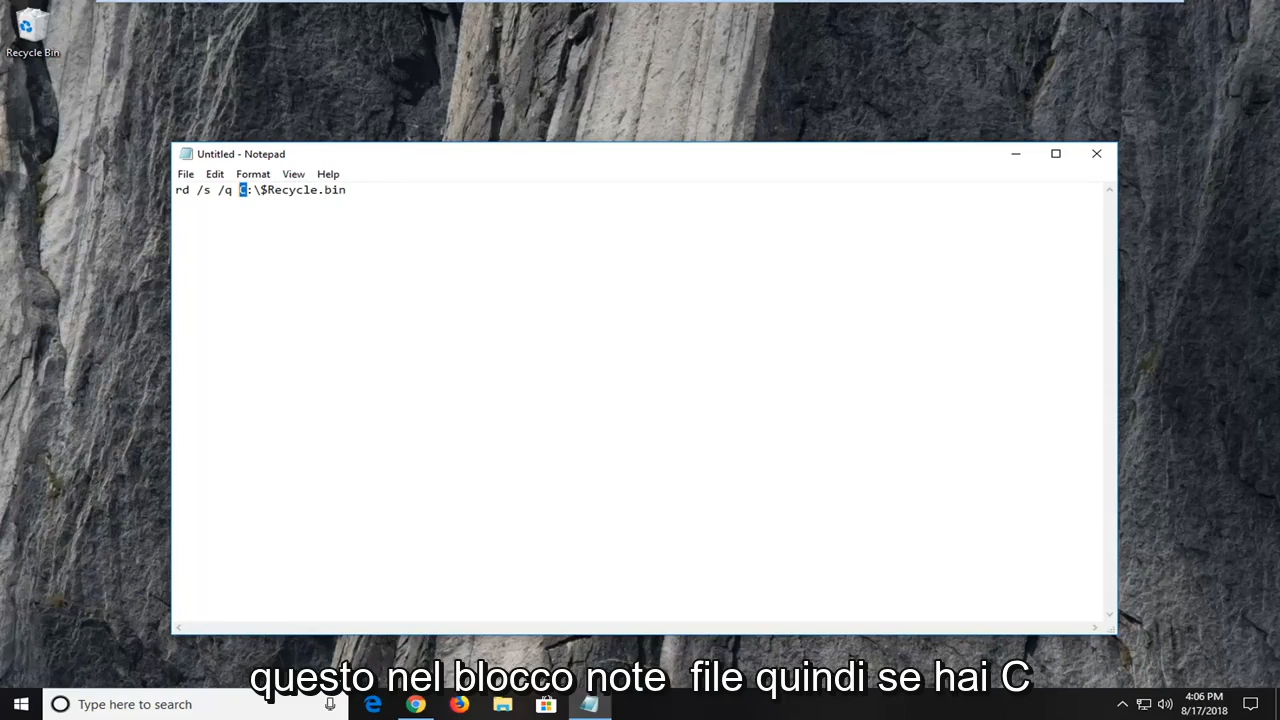 Recycle Bin
Untitled - Notepad
File Edit Format View Help
rd /s /q C:\$Recycle.bin
questo nel blocco note file quindi se hai C
Type here to search
4:06 PM
8/17/2018